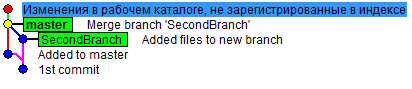 Изменения в рабочем каталоге, не зарегистрированные в индексе
master Merge branch 'SecondBranch'
SecondBranch Added files to new branch
Added to master
1st commit